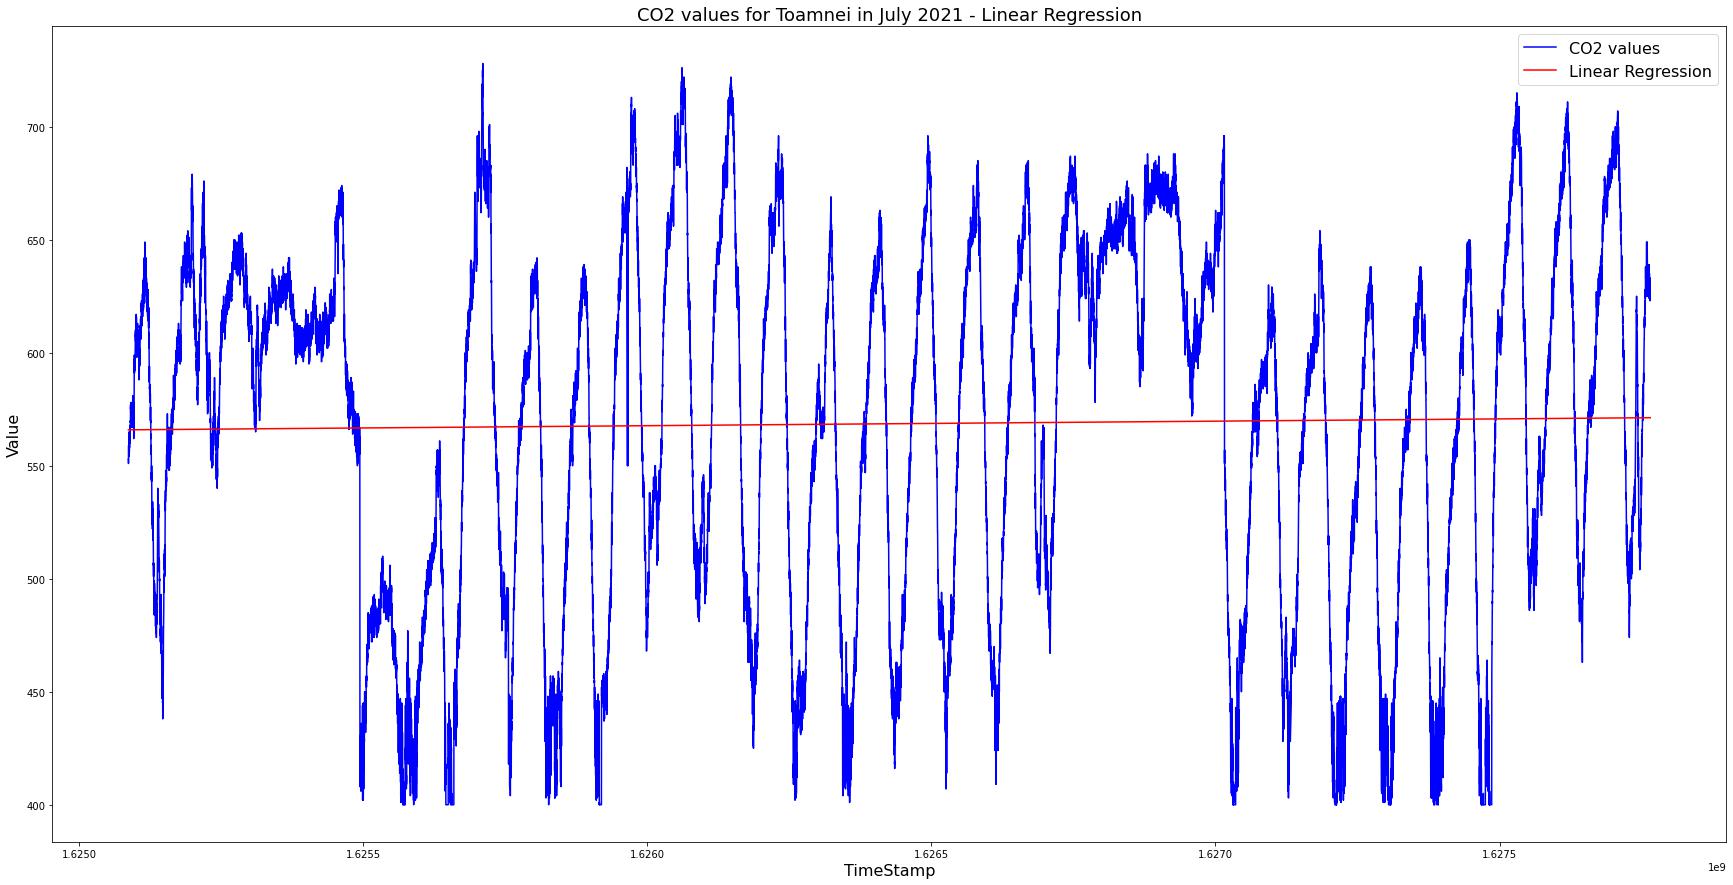 CO2 values for Toamnei in July 2021 - Linear Regression
CO2 values
Linear Regression
Value
700
650
600
550
500
450
400
1.6250
1.6255
1.6260
1.6265
1.6270
1.6275
1e9
TimeStamp